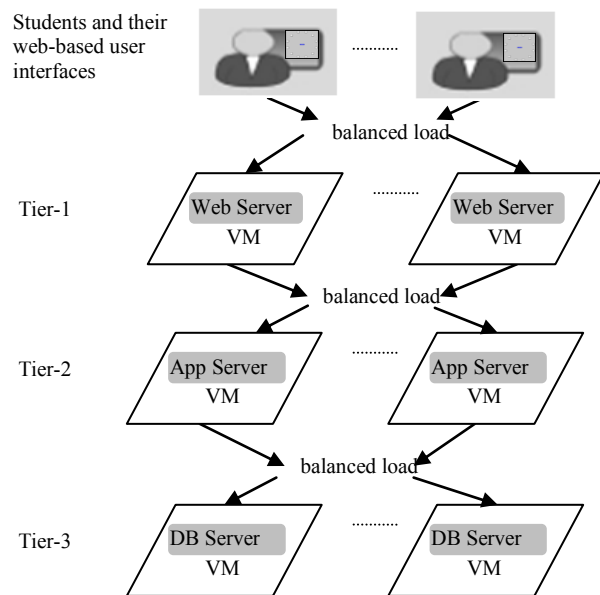 Students and their
web-based user
interfaces
balanced load
Tier-1
Web Server
VM
Web Server
VM
balanced load
Tier-2
App Server
VM
App Server
VM
balanced load
Tier-3
DB Server
VM
DB Server
VM